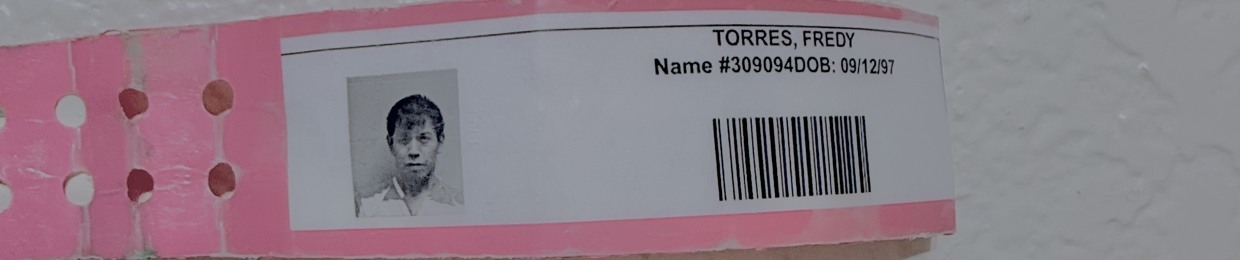 TORRES, FREDY
Name #309094DOB: 09/12/97